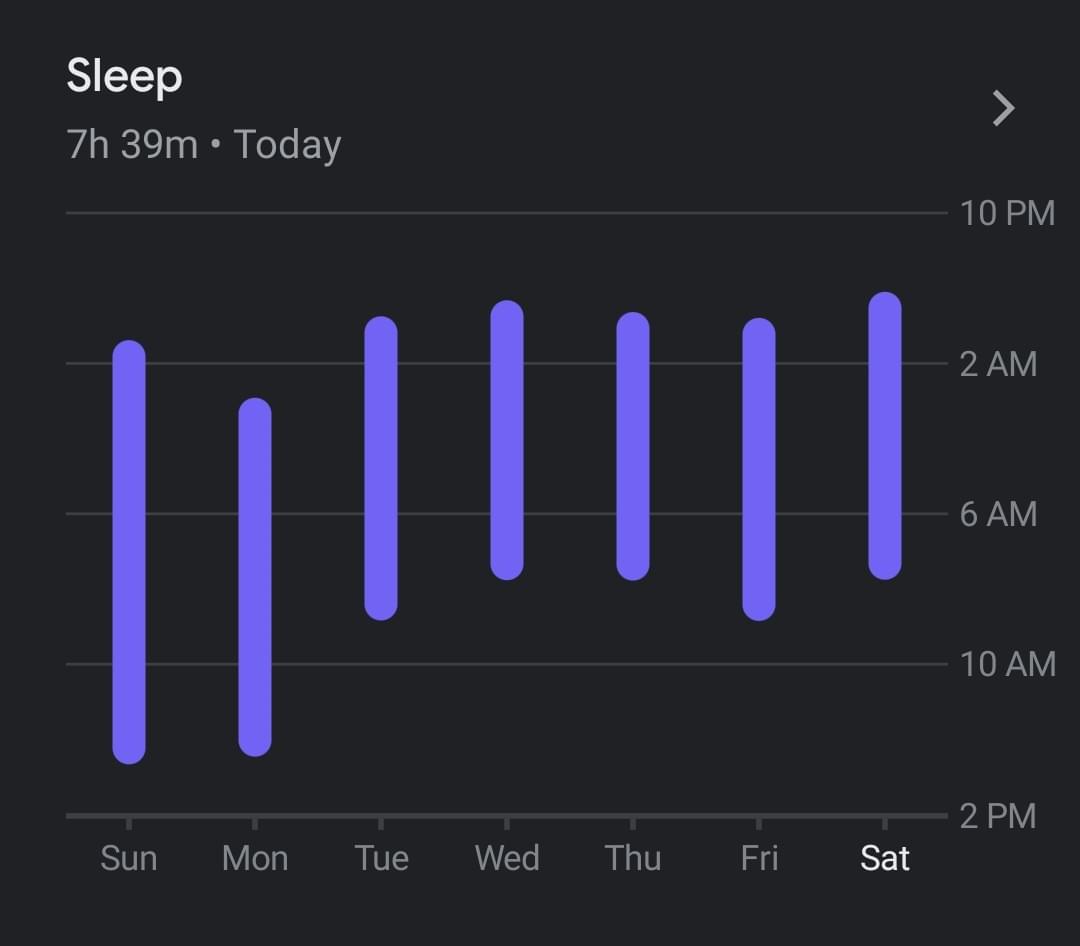 Sleep
7h 39m • Today
10 PM
2 AM
6 AM
10 AM
2 PM
Sun Mon Tue Wed Thu Fri Sat